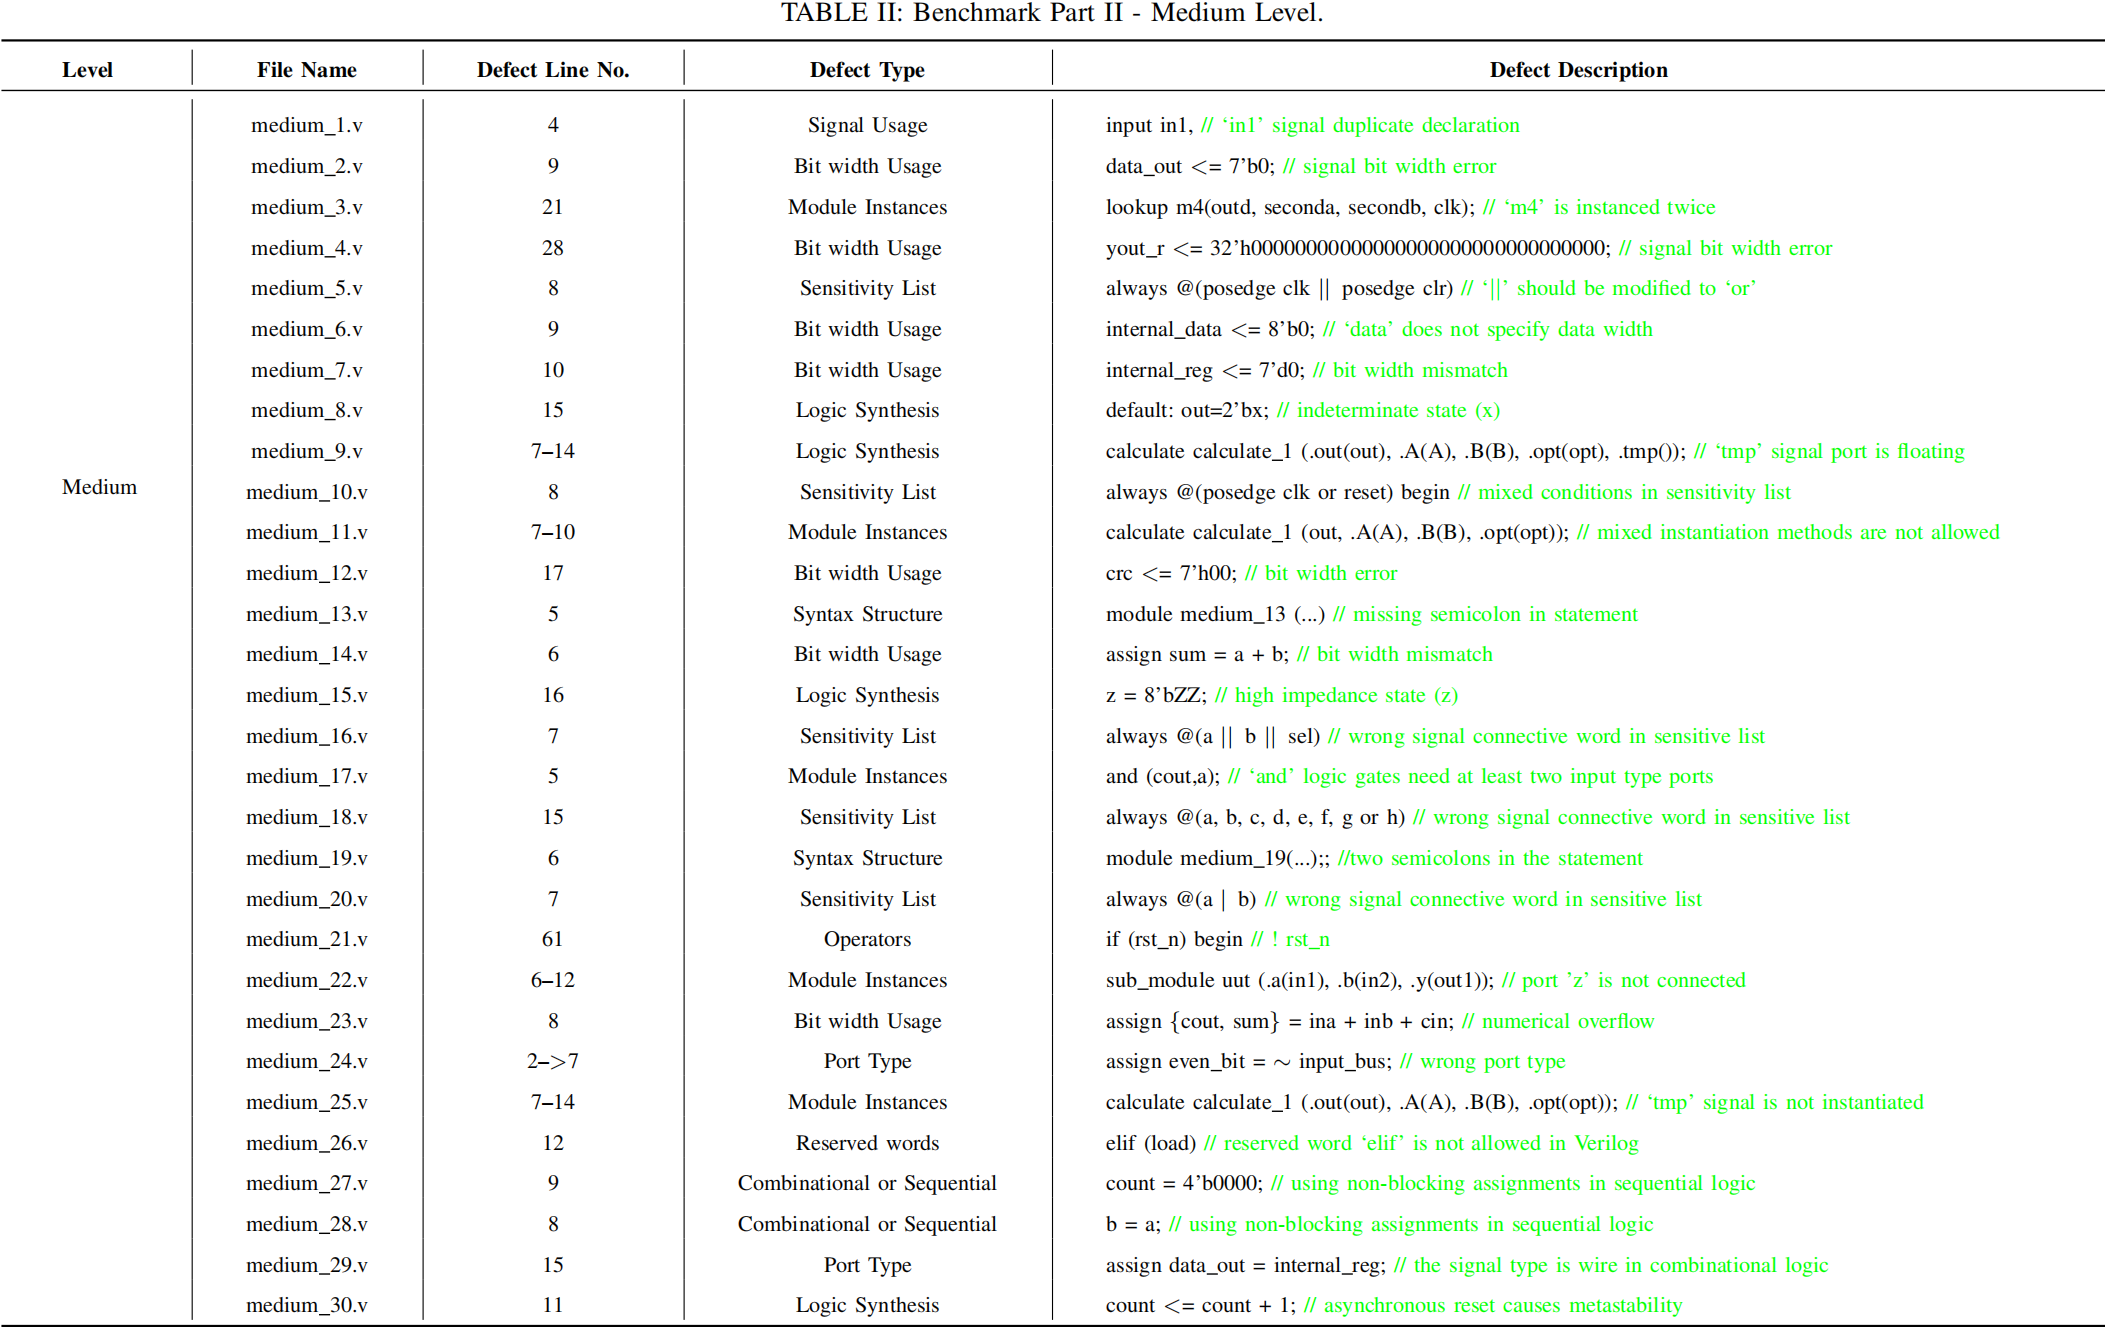 TABLE II: Benchmark Part II - Medium Level.
Level File Name Defect Line No. Defect Type Defect Description
medium_1.v 4 Signal Usage input in1, // ‘in1’ signal duplicate declaration
medium_2.v 9 Bit width Usage data_out <= 7’b0; // signal bit width error
medium_3.v 21 Module Instances lookup m4(outd, seconda, secondb, clk); // ‘m4’ is instanced twice
medium_4.v 28 Bit width Usage yout_r <= 32’h00000000000000000000000000000000; // signal bit width error
medium_5.v 8 Sensitivity List always @(posedge clk || posedge clr) // ‘||’ should be modified to ‘or’
medium_6.v 9 Bit width Usage internal_data <= 8’b0; // ‘data’ does not specify data width
medium_7.v 10 Bit width Usage internal_reg <= 7’d0; // bit width mismatch
medium_8.v 15 Logic Synthesis default: out=2’bx; // indeterminate state (x)
medium_9.v 7–14 Logic Synthesis calculate calculate_1 (.out(out), .A(A), .B(B), .opt(opt), .tmp()); // ‘tmp’ signal port is floating
Medium
medium_10.v 8 Sensitivity List always @(posedge clk or reset) begin // mixed conditions in sensitivity list
medium_11.v 7–10 Module Instances calculate calculate_1 (out, .A(A), .B(B), .opt(opt)); // mixed instantiation methods are not allowed
medium_12.v 17 Bit width Usage crc <= 7’h00; // bit width error
medium_13.v 5 Syntax Structure module medium_13 (...) // missing semicolon in statement
medium_14.v 6 Bit width Usage assign sum = a + b; // bit width mismatch
medium_15.v 16 Logic Synthesis z = 8’bZZ; // high impedance state (z)
medium_16.v 7 Sensitivity List always @(a || b || sel) // wrong signal connective word in sensitive list
medium_17.v 5 Module Instances and (cout,a); // ‘and’ logic gates need at least two input type ports
medium_18.v 15 Sensitivity List always @(a, b, c, d, e, f, g or h) // wrong signal connective word in sensitive list
medium_19.v 6 Syntax Structure module medium_19(...);; //two semicolons in the statement
medium_20.v 7 Sensitivity List always @(a | b) // wrong signal connective word in sensitive list
medium_21.v 61 Operators if (rst_n) begin // ! rst_n
medium_22.v 6–12 Module Instances sub_module uut (.a(in1), .b(in2), .y(out1)); // port ’z’ is not connected
medium_23.v 8 Bit width Usage assign {cout, sum} = ina + inb + cin; // numerical overflow
medium_24.v 2–>7 Port Type assign even_bit = ∼ input_bus; // wrong port type
medium_25.v 7–14 Module Instances calculate calculate_1 (.out(out), .A(A), .B(B), .opt(opt)); // ‘tmp’ signal is not instantiated
medium_26.v 12 Reserved words elif (load) // reserved word ‘elif’ is not allowed in Verilog
medium_27.v 9 Combinational or Sequential count = 4’b0000; // using non-blocking assignments in sequential logic
medium_28.v 8 Combinational or Sequential b = a; // using non-blocking assignments in sequential logic
medium_29.v 15 Port Type assign data_out = internal_reg; // the signal type is wire in combinational logic
medium_30.v 11 Logic Synthesis count <= count + 1; // asynchronous reset causes metastability